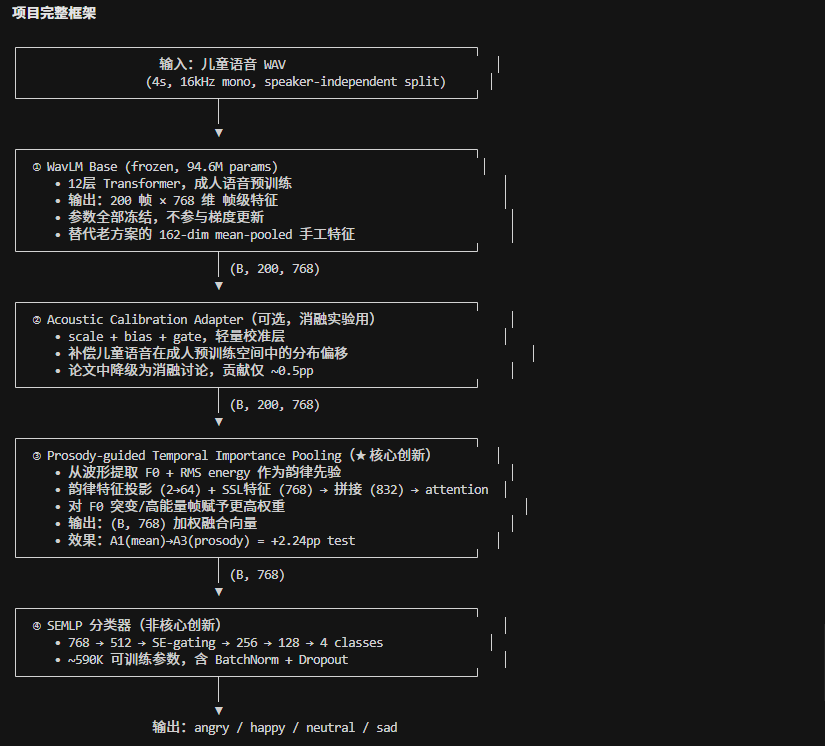 项目完整框架
输入: 儿童语音 WAV
(4s, 16kHz mono, speaker-independent split)
① WavLM Base (frozen, 94.6M params)
• 12层 Transformer, 成人语音预训练
• 输出: 200 帧 × 768 维 帧级特征
• 参数全部冻结, 不参与梯度更新
• 替代老方案的 162-dim mean-pooled 手工特征
(B, 200, 768)
② Acoustic Calibration Adapter (可选, 消融实验用)
• scale + bias + gate, 轻量校准层
• 补偿儿童语音在成人预训练空间中的分布偏移
• 论文中降级为消融讨论, 贡献仅 ~0.5pp
(B, 200, 768)
③ Prosody-guided Temporal Importance Pooling (★ 核心创新)
• 从波形提取 F0 + RMS energy 作为韵律先验
• 韵律特征投影 (2→64) + SSL特征 (768) → 拼接 (832) → attention
• 对 F0 突变/高能量帧赋予更高权重
• 输出: (B, 768) 加权融合向量
• 效果: A1(mean)→A3(prosody) = +2.24pp test
(B, 768)
④ SEMLP 分类器 (非核心创新)
• 768 → 512 → SE-gating → 256 → 128 → 4 classes
• ~590K 可训练参数, 含 BatchNorm + Dropout
输出: angry / happy / neutral / sad